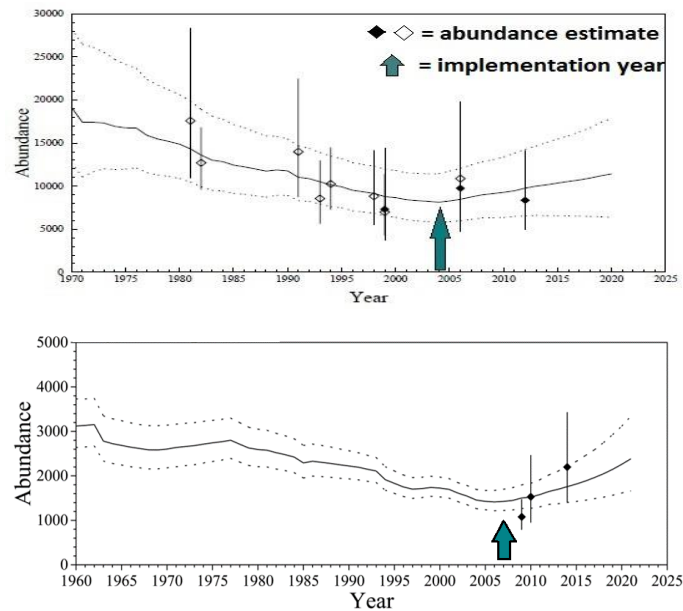 30000
= abundance estimate
25000
= implementation year
20000
Abundance
15000
10000
5000
0
1970 1975 1980 1985 1990 1995 2000 2005 2010 2015 2020 2025
Year
5000
4000
3000
Abundance
2000
1000
0
1960 1965 1970 1975 1980 1985 1990 1995 2000 2005 2010 2015 2020 2025
Year